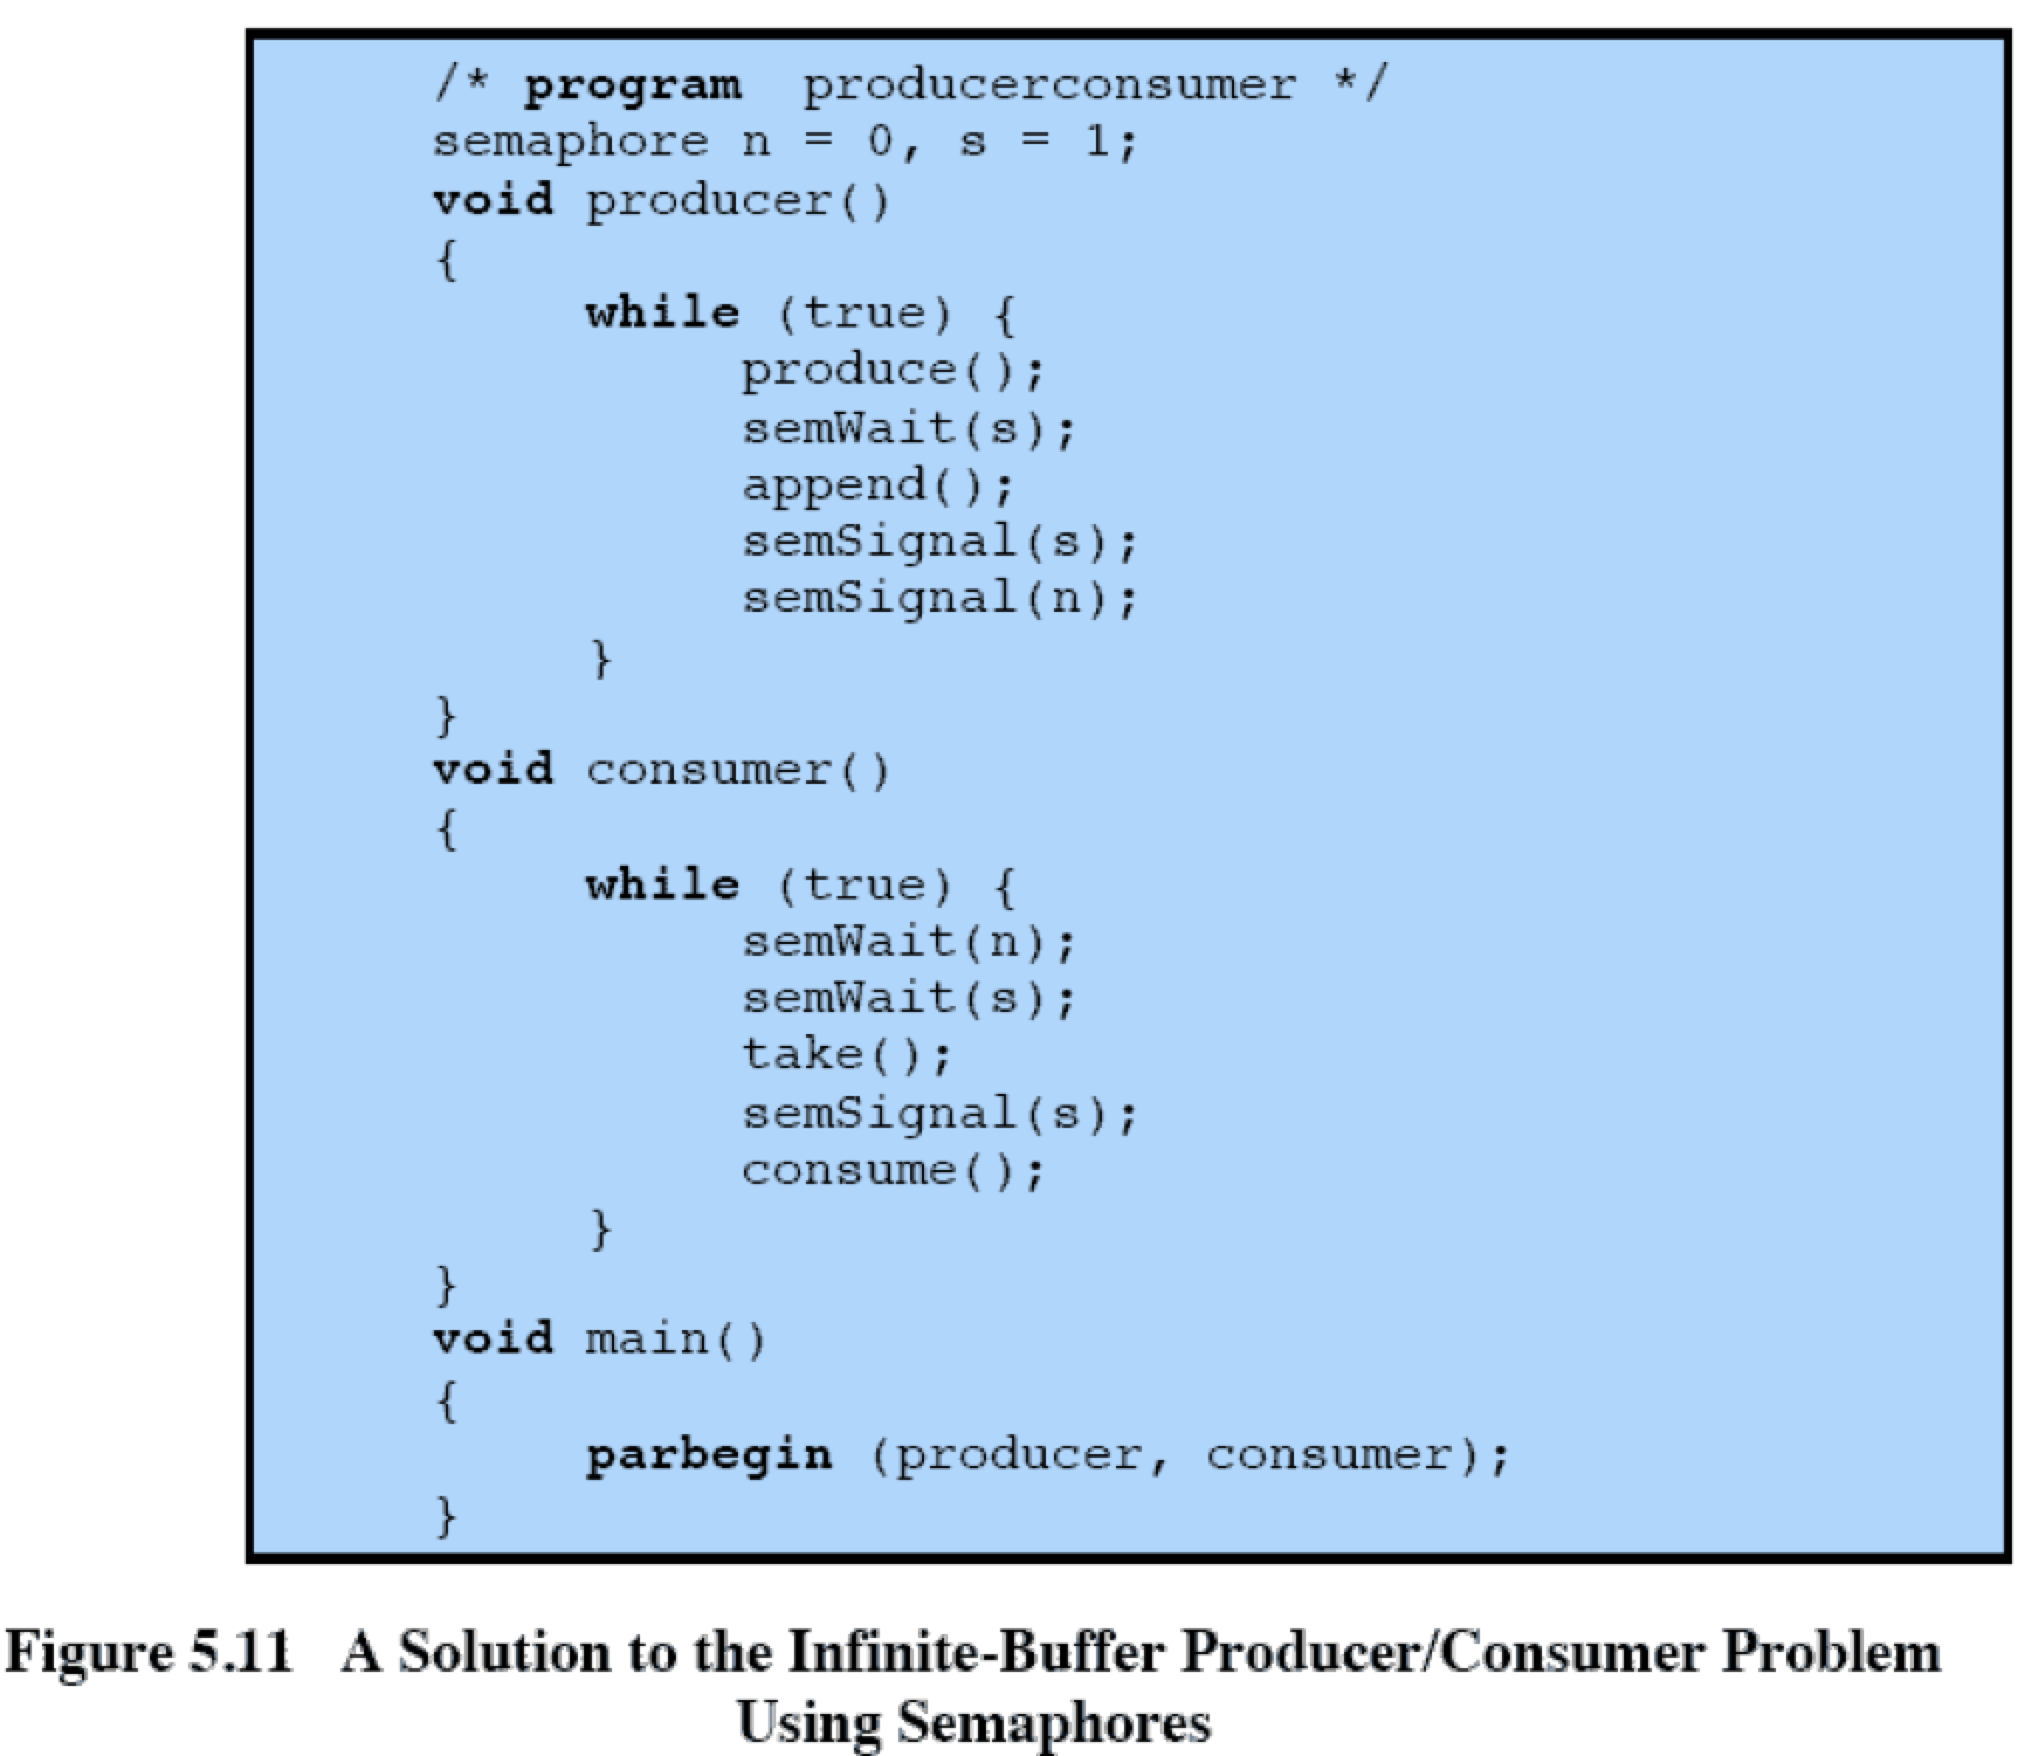 /* program producerconsumer */
semaphore n = 0, s = 1;
void producer()
{
while (true) {
produce();
semWait(s);
append();
semSignal(s);
semSignal(n);
}
}
void consumer()
{
while (true) {
semWait(n);
semWait(s);
take();
semSignal(s);
consume();
}
}
void main()
{
parbegin (producer, consumer);
}
Figure 5.11 A Solution to the Infinite-Buffer Producer/Consumer Problem
Using Semaphores